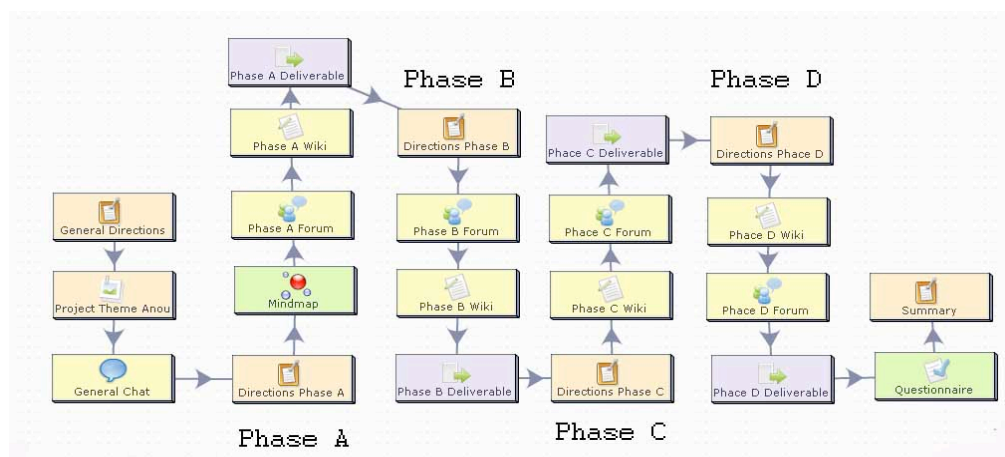 General Directions
Project Theme Anou
General Chat
Directions Phase A
Mindmap
Phase A Forum
Phase A Wiki
Phase A Deliverable
Phase A
Phase B
Directions Phase B
Phase B Forum
Phase B Wiki
Phase B Deliverable
Directions Phase C
Phace C Wiki
Phace C Forum
Phace C Deliverable
Phase C
Phase D
Directions Phace D
Phace D Wiki
Phace D Forum
Phace D Deliverable
Questionnaire
Summary